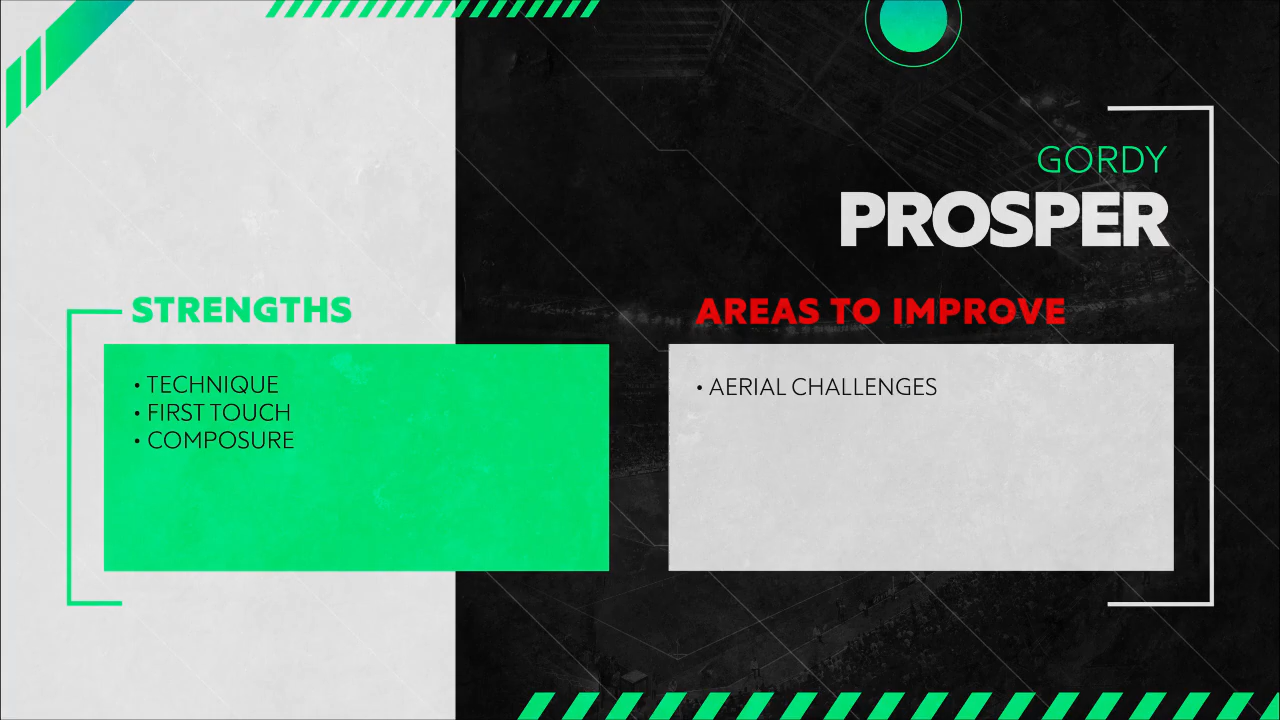 GORDY
PROSPER
STRENGTHS
• TECHNIQUE
• FIRST TOUCH
• COMPOSURE
AREAS TO IMPROVE
• AERIAL CHALLENGES